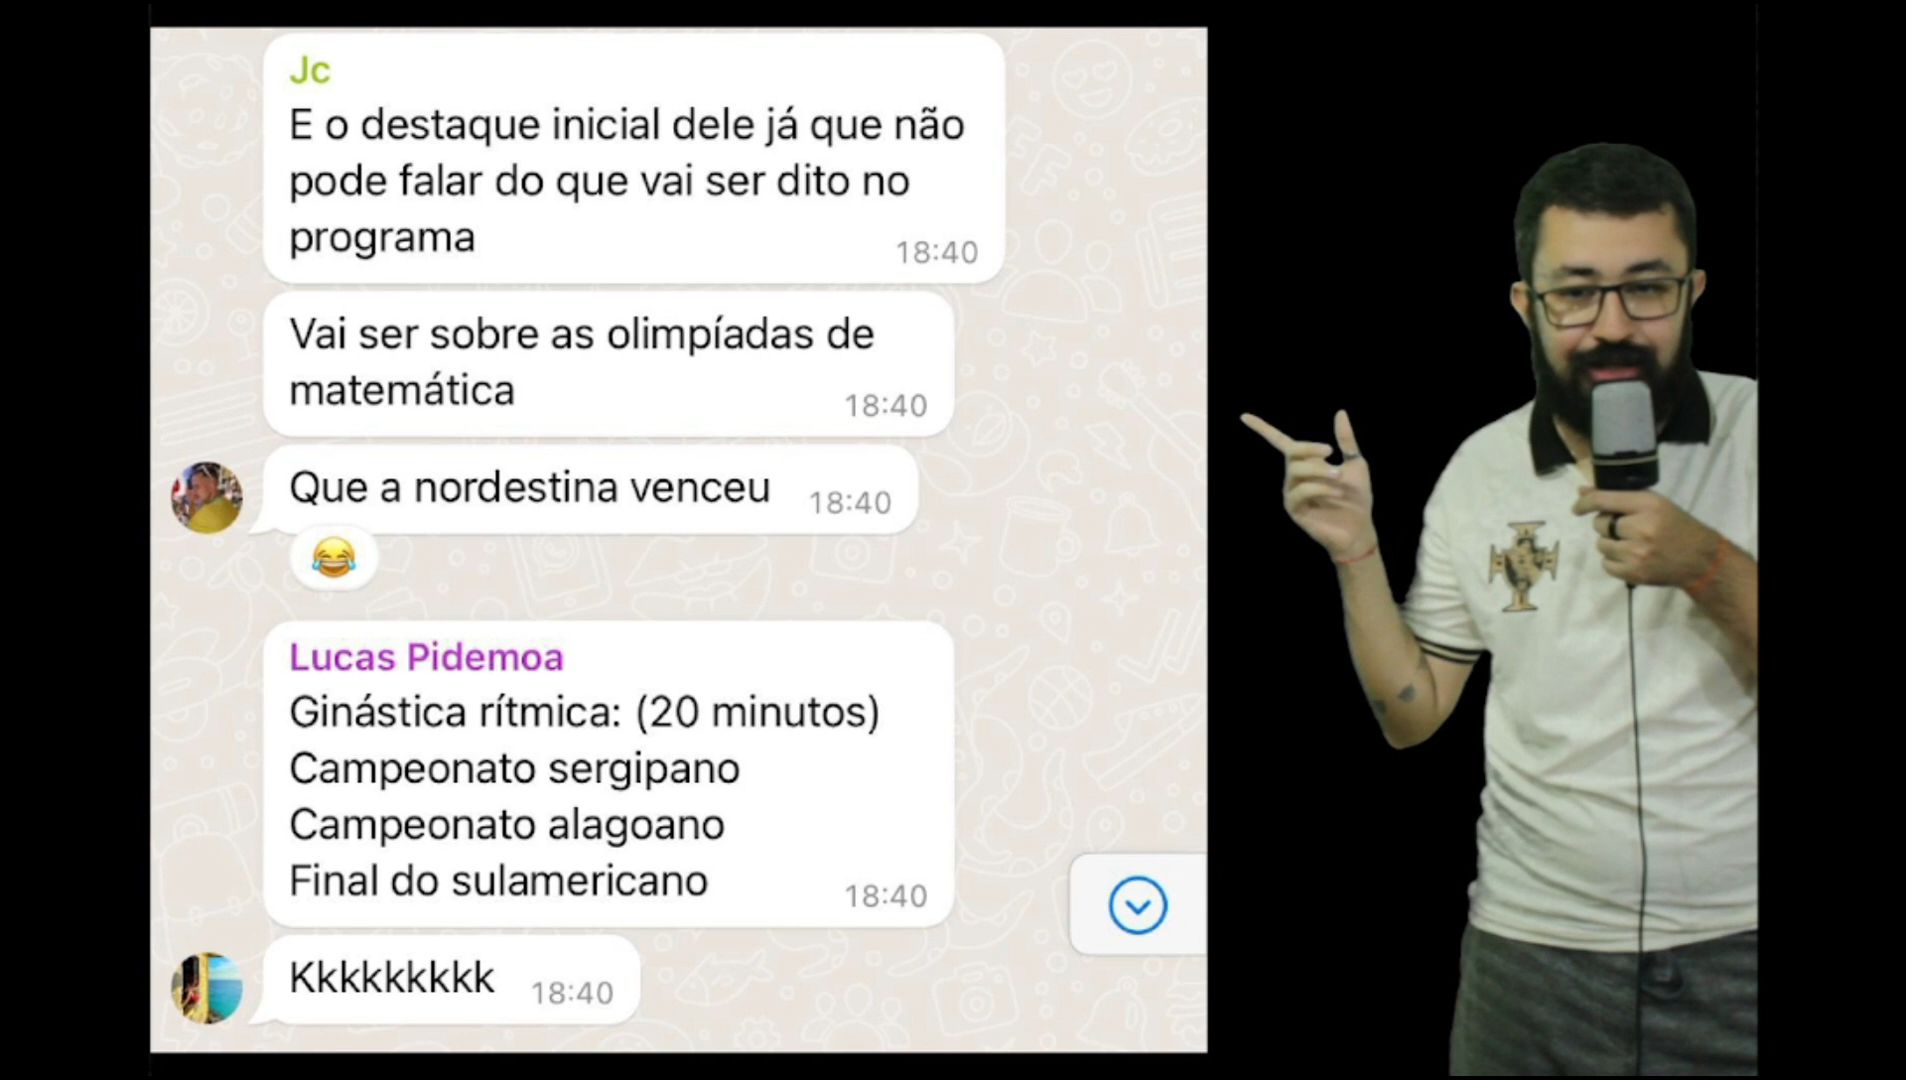 Jc
E o destaque inicial dele já que não
pode falar do que vai ser dito no
programa
18:40
Vai ser sobre as olimpíadas de
matemática
18:40
Que a nordestina venceu 18:40
Lucas Pidemoa
Ginástica rítmica: (20 minutos)
Campeonato sergipano
Campeonato alagoano
Final do sulamericano
18:40
Kkkkkkkkk 18:40